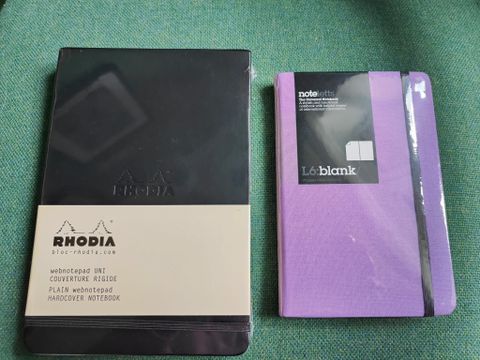 RHODIA
RHODIA
bloc-rhodia.com
webnotepad UNI
COUVERTURE RIGIDE
PLAIN webnotepad
HARDCOVER NOTEBOOK
noteletts
L6:blank